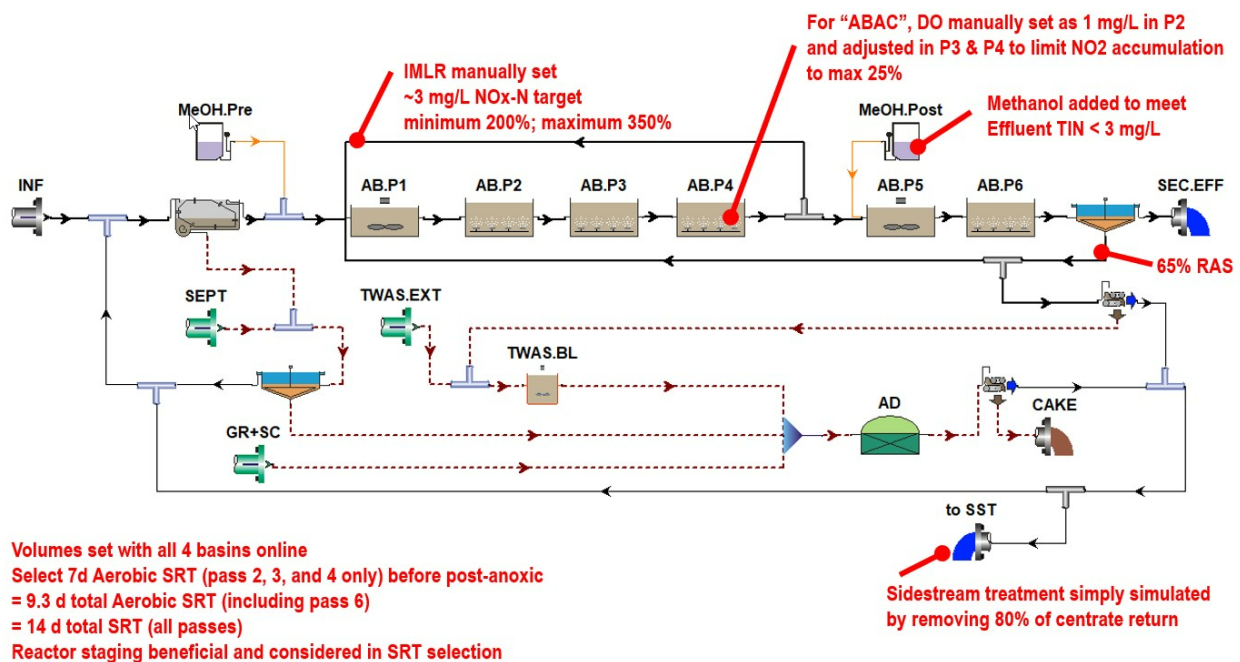 For “ABAC”, DO manually set as 1 mg/L in P2
and adjusted in P3 & P4 to limit NO2 accumulation
to max 25%
IMLR manually set
~3 mg/L NOx-N target
minimum 200%; maximum 350%
MeOH.Pre
MeOH.Post
Methanol added to meet
Effluent TIN < 3 mg/L
INF
AB.P1
AB.P2
AB.P3
AB.P4
AB.P5
AB.P6
SEC.EFF
65% RAS
SEPT
TWAS.EXT
TWAS.BL
AD
CAKE
GR+SC
to SST
Volumes set with all 4 basins online
Select 7d Aerobic SRT (pass 2, 3, and 4 only) before post-anoxic
= 9.3 d total Aerobic SRT (including pass 6)
= 14 d total SRT (all passes)
Reactor staging beneficial and considered in SRT selection
Sidestream treatment simply simulated
by removing 80% of centrate return